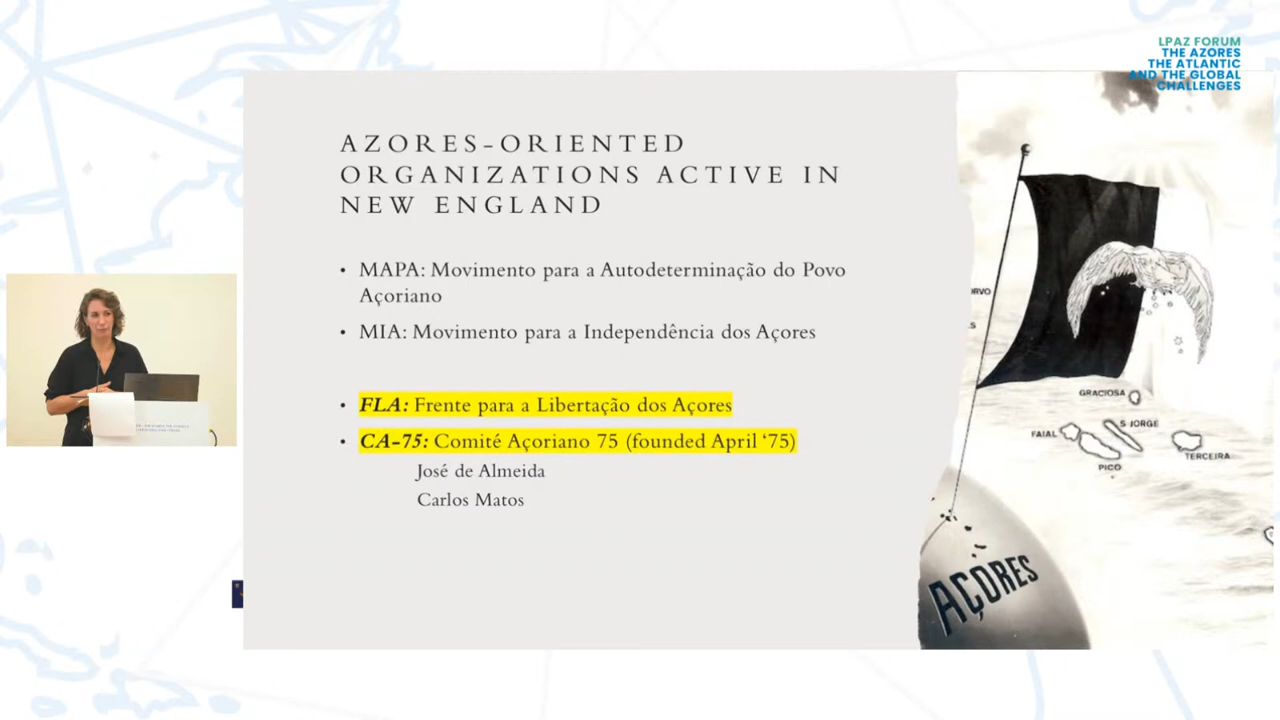 LPAZ FORUM
THE AZORES
THE ATLANTIC
AND THE GLOBAL
CHALLENGES
AZORES-ORIENTED
ORGANIZATIONS ACTIVE IN
NEW ENGLAND
• MAPA: Movimento para a Autodeterminação do Povo
Açoriano
• MIA: Movimento para a Independência dos Açores
• FLA: Frente para a Libertação dos Açores
• CA-75: Comité Açoriano 75 (founded April ‘75)
José de Almeida
Carlos Matos
GRACIOSA
S JORGE
FAIAL
TERCEIRA
PICO
AÇORES